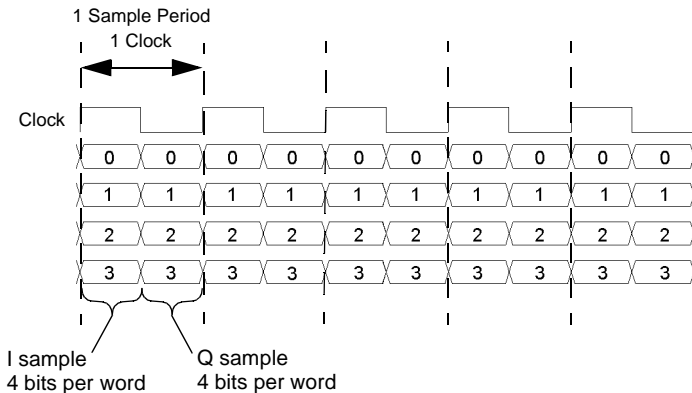 1 Sample Period
1 Clock
Clock
0 0 0 0 0 0 0 0 0 0
1 1 1 1 1 1 1 1 1 1
2 2 2 2 2 2 2 2 2 2
3 3 3 3 3 3 3 3 3 3
I sample
4 bits per word
Q sample
4 bits per word